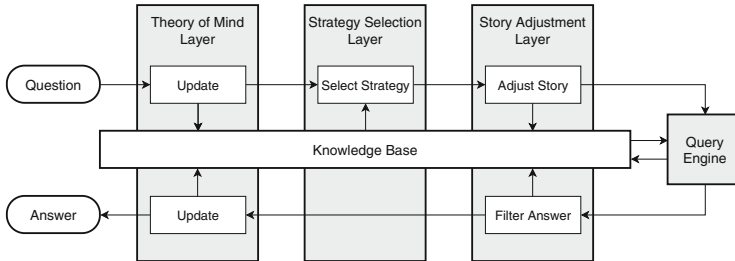 Theory of Mind
Layer
Strategy Selection
Layer
Story Adjustment
Layer
Question
Update
Select Strategy
Adjust Story
Knowledge Base
Query
Engine
Answer
Update
Filter Answer